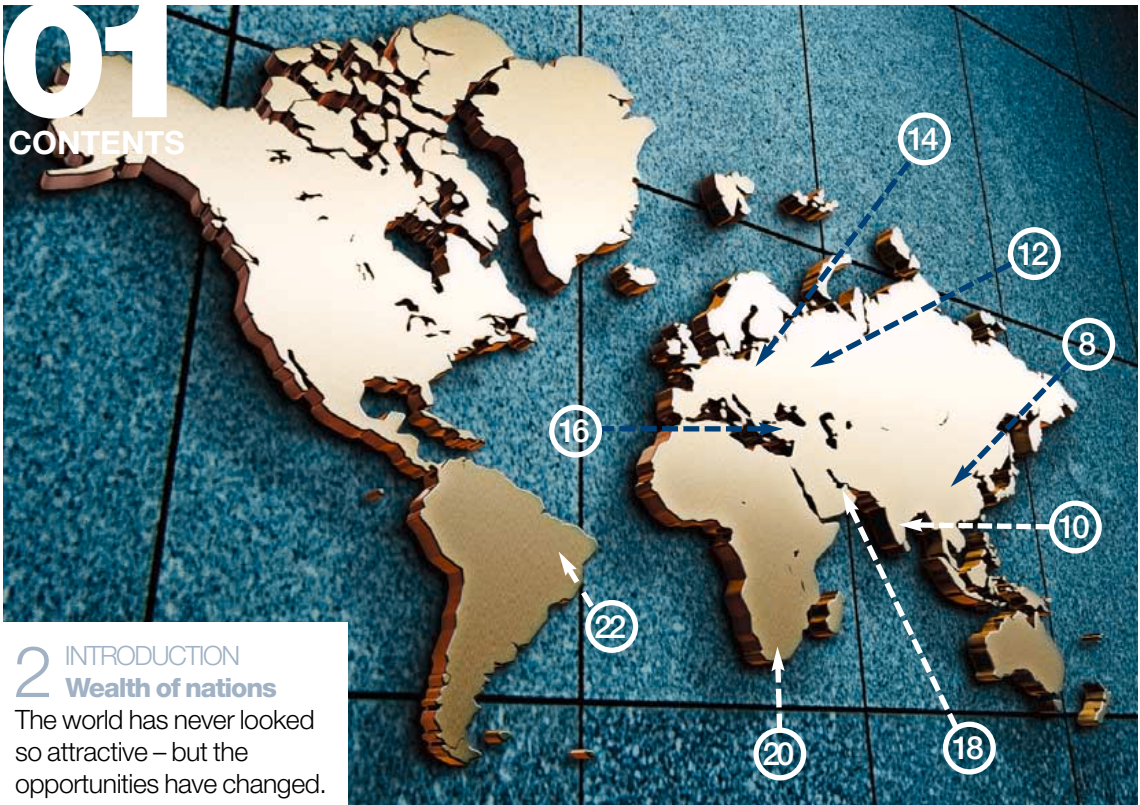 01
CONTENTS
14
12
8
16
10
22
20
18
2 INTRODUCTION
Wealth of nations
The world has never looked
so attractive – but the
opportunities have changed.